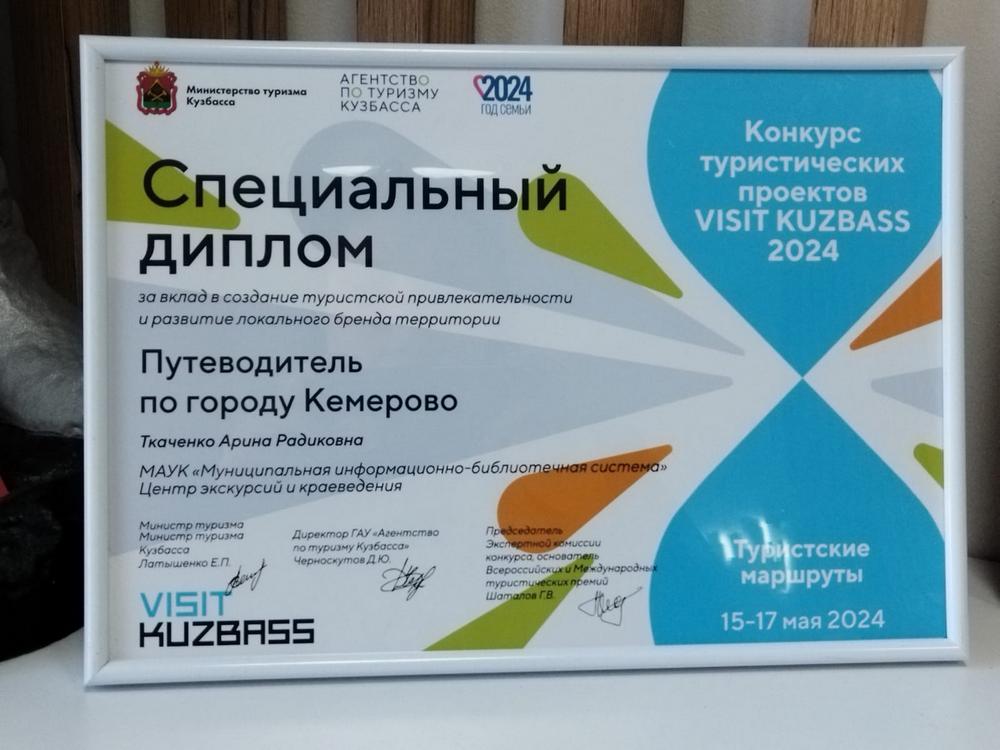 Министерство туризма
Кузбасса
АГЕНТСТВО
ПО ТУРИЗМУ
КУЗБАССА
2024
ГОД СЕМЬИ
Конкурс
туристических
проектов
VISIT KUZBASS
2024
Специальный
диплом
за вклад в создание туристской привлекательности
и развитие локального бренда территории
Путеводитель
по городу Кемерово
Ткаченко Арина Радиковна
МАУК «Муниципальная информационно-библиотечная система»
Центр экскурсий и краеведения
Министр туризма
Министр туризма
Кузбасса
Латышенко Е.П.
Директор ГАУ «Агентство
по туризму Кузбасса»
Черноскутов Д.Ю.
Председатель
Экспертной комиссии
конкурса, основатель
Всероссийских и Международных
туристических премий
Шаталов Г.В.
VISIT
KUZBASS
Туристские
маршруты
15-17 мая 2024